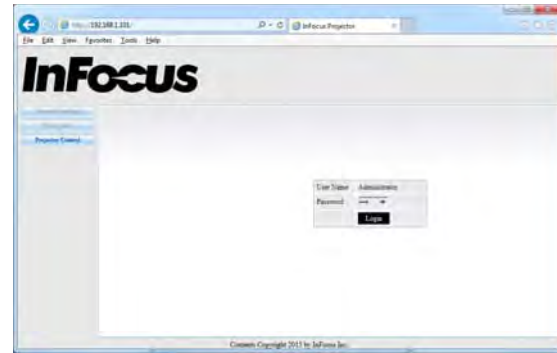 http://192.168.1.101/
InFocus Projector
File Edit View Favorites Tools Help
InFocus
Projector Control
User Name Administrator
Password
Login
Contents Copyright 2013 by InFocus Inc.